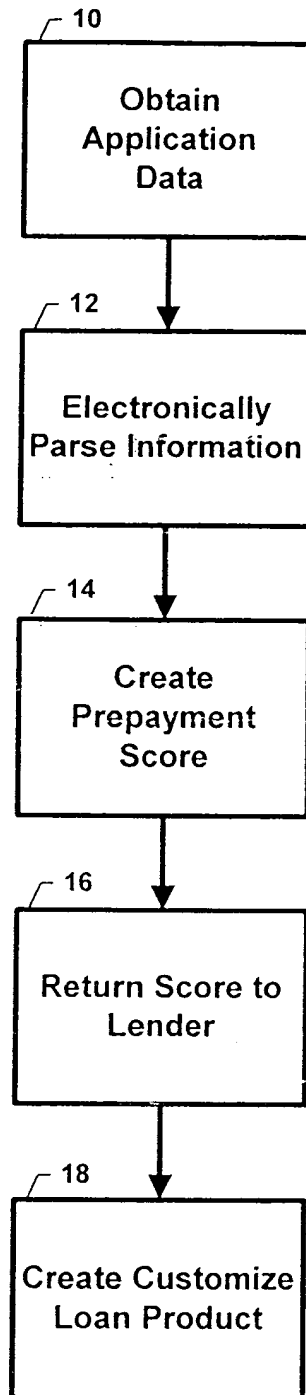 10
Obtain
Application
Data
12
Electronically
Parse Information
14
Create
Prepayment
Score
16
Return Score to
Lender
18
Create Customize
Loan Product